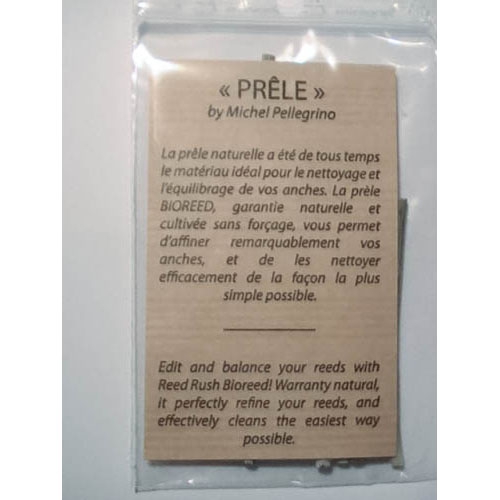 « PRÊLE »
by Michel Pellegrino
La prêle naturelle a été de tous temps
le matériau idéal pour le nettoyage et
l'équilibrage de vos anches. La prèle
BIOREED, garantie naturelle et
cultivée sans forçage, vous permet
d'affiner remarquablement vos
anches, et de les nettoyer
efficacement de la façon la plus
simple possible.
Edit and balance your reeds with
Reed Rush Bioreed! Warranty natural,
it perfectly refine your reeds, and
effectively cleans the easiest way
possible.